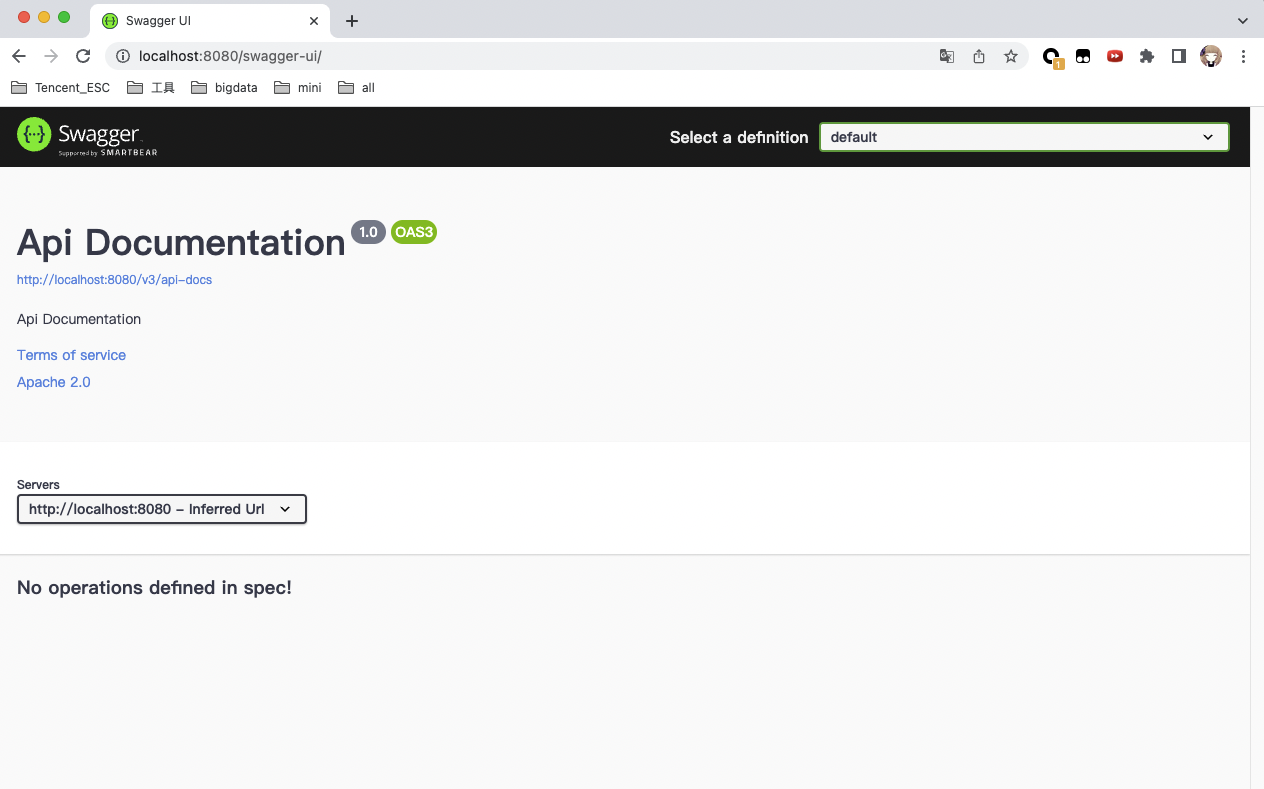 Swagger UI
localhost:8080/swagger-ui/
1
Tencent_ESC 工具 bigdata mini all
{···} Swagger
Supported by SMARTBEAR
Select a definition default
Api Documentation 1.0 OAS3
http://localhost:8080/v3/api-docs
Api Documentation
Terms of service
Apache 2.0
Servers
http://localhost:8080 - Inferred Url
No operations defined in spec!